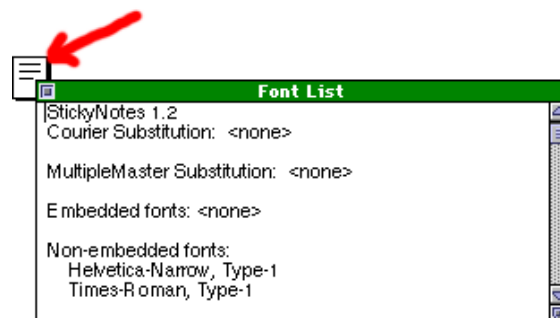 Font List
StickyNotes 1.2
Courier Substitution: <none>
MultipleMaster Substitution: <none>
Embedded fonts: <none>
Non-embedded fonts:
Helvetica-Narrow, Type-1
Times-Roman, Type-1